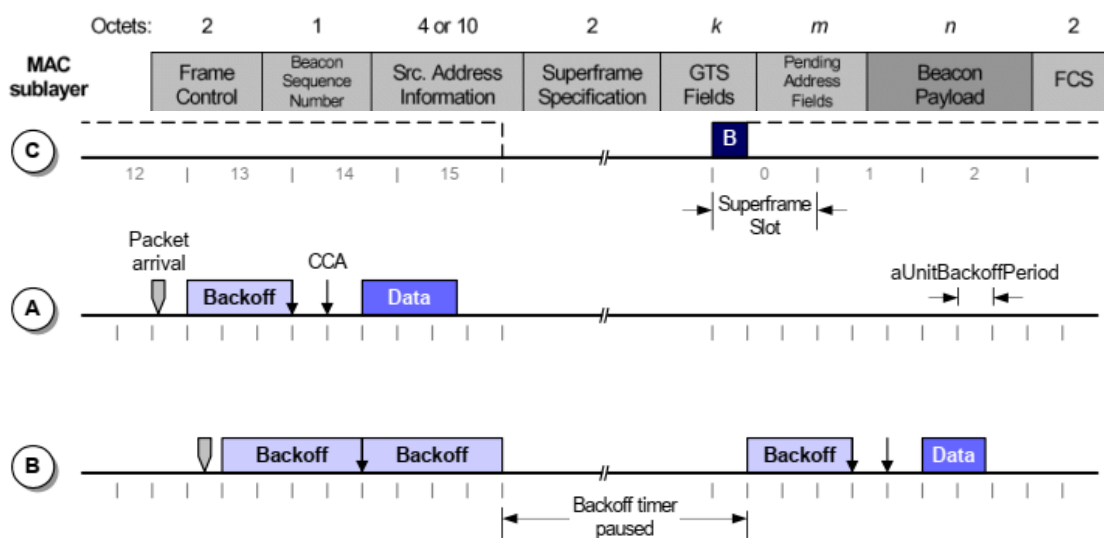 Octets: 2 1 4 or 10 2 k m n 2
MAC sublayer
Frame Control
Beacon Sequence Number
Src. Address Information
Superframe Specification
GTS Fields
Pending Address Fields
Beacon Payload
FCS
C
B
12 13 14 15 0 1 2
Superframe Slot
Packet arrival
CCA
aUnitBackoffPeriod
A
Backoff
Data
B
Backoff
Backoff
Backoff
Data
Backoff timer paused